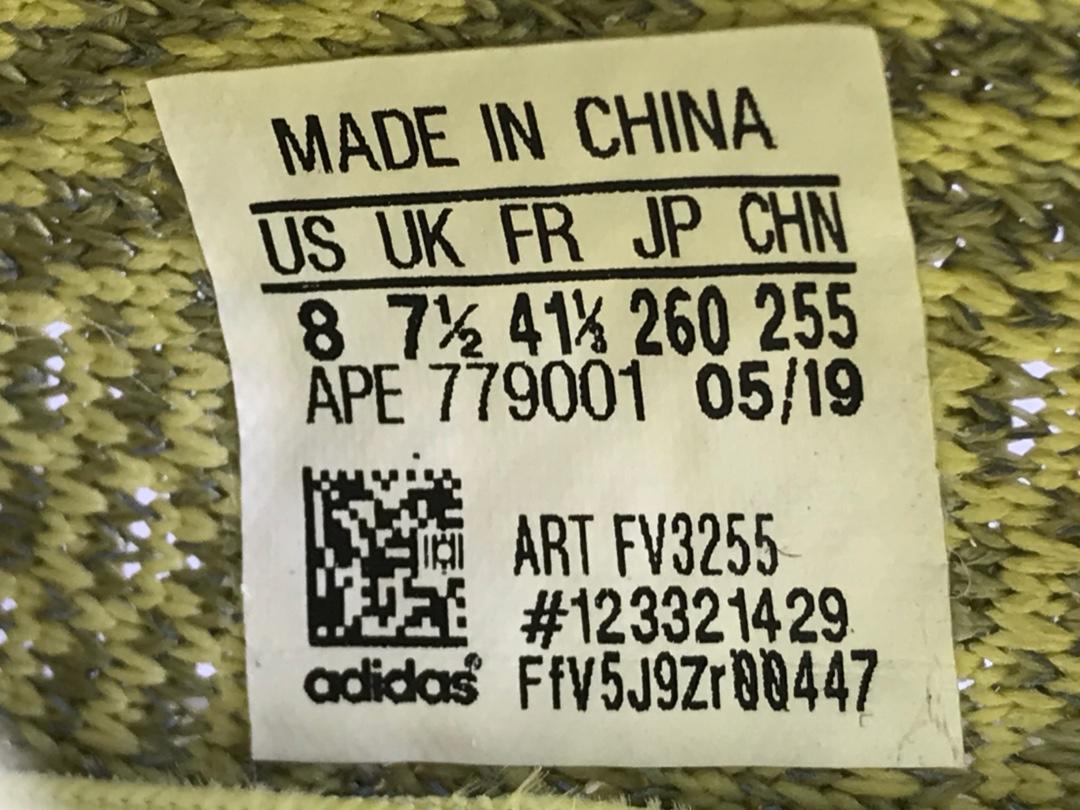 MADE IN CHINA
US UK FR JP CHN
8 7½ 41⅓ 260 255
APE 779001 05/19
ART FV3255
#123321429
adidas® FfV5J9Zr00447